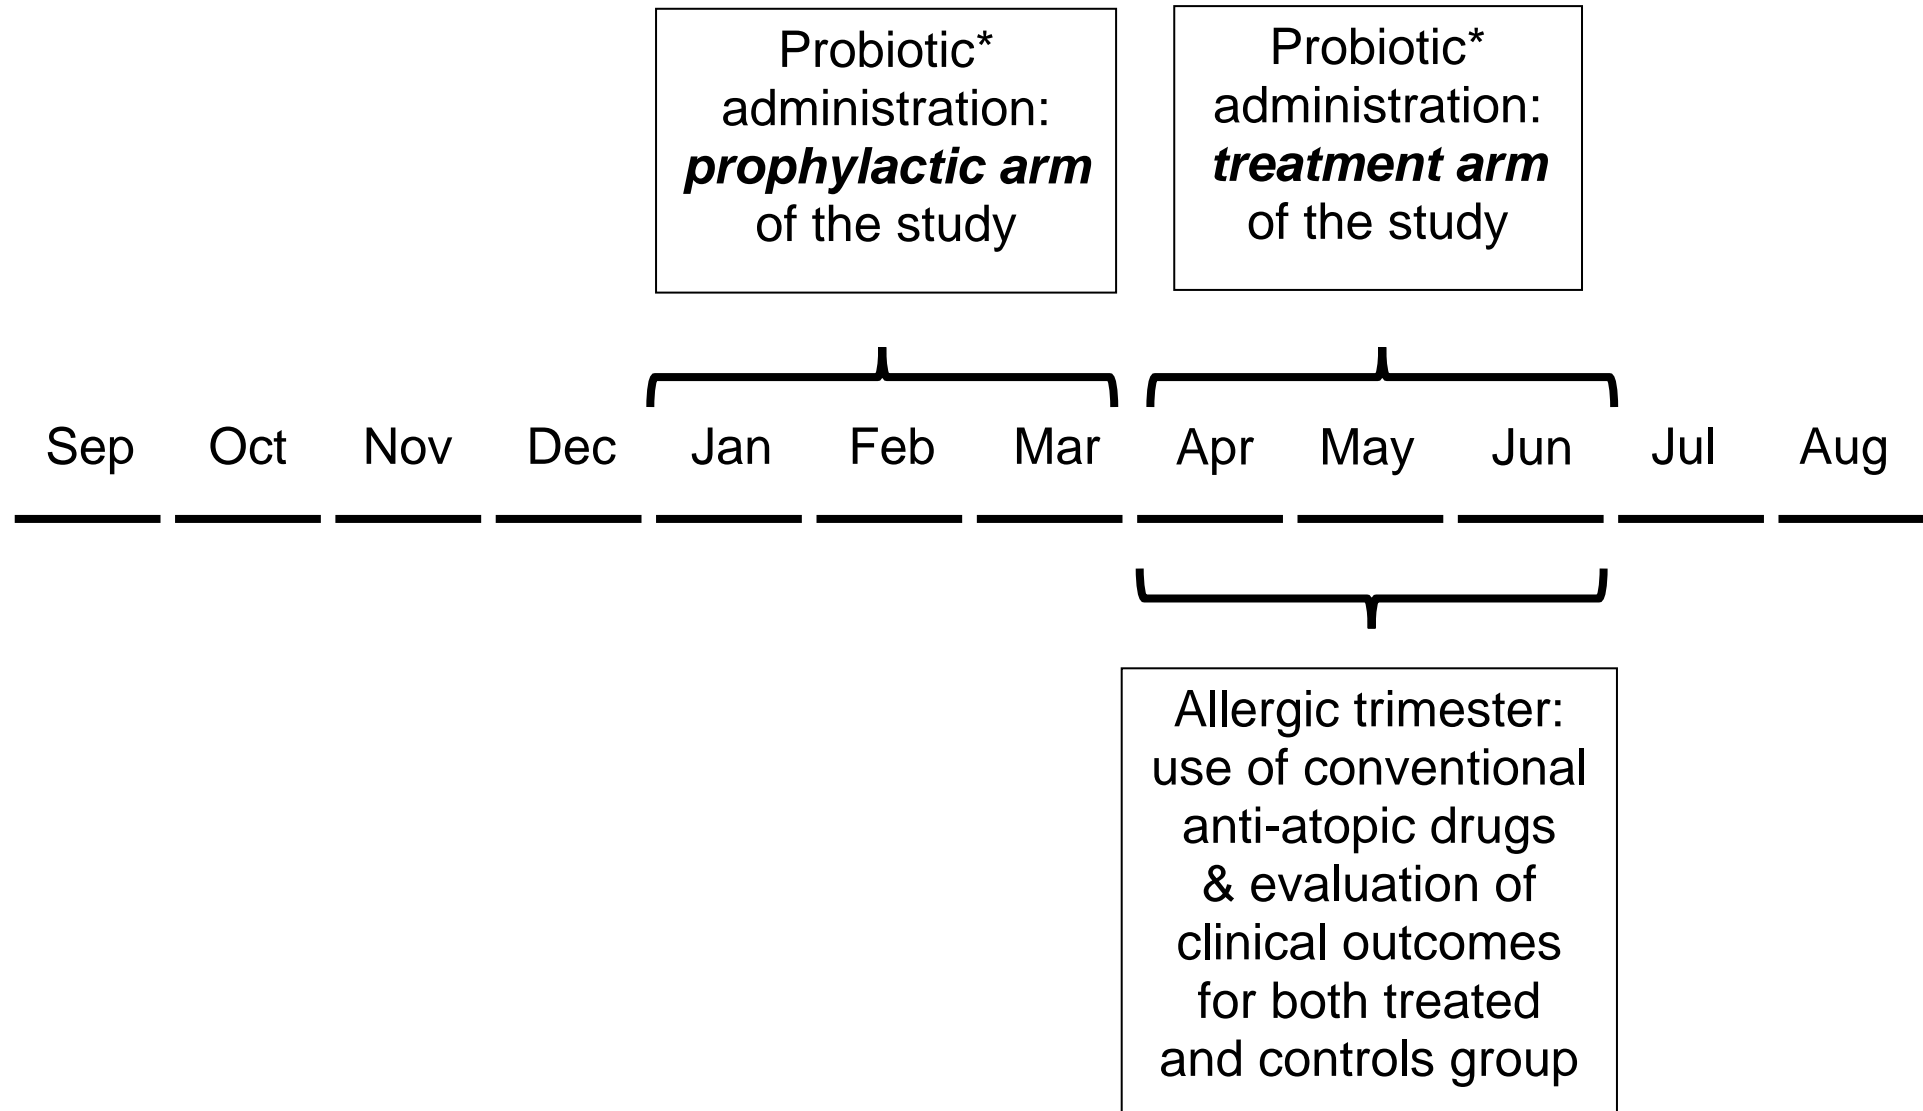 Probiotic*
administration:
prophylactic arm
of the study
Probiotic*
administration:
treatment arm
of the study
Sep Oct Nov Dec Jan Feb Mar Apr May Jun Jul Aug
Allergic trimester:
use of conventional
anti-atopic drugs
& evaluation of
clinical outcomes
for both treated
and controls group